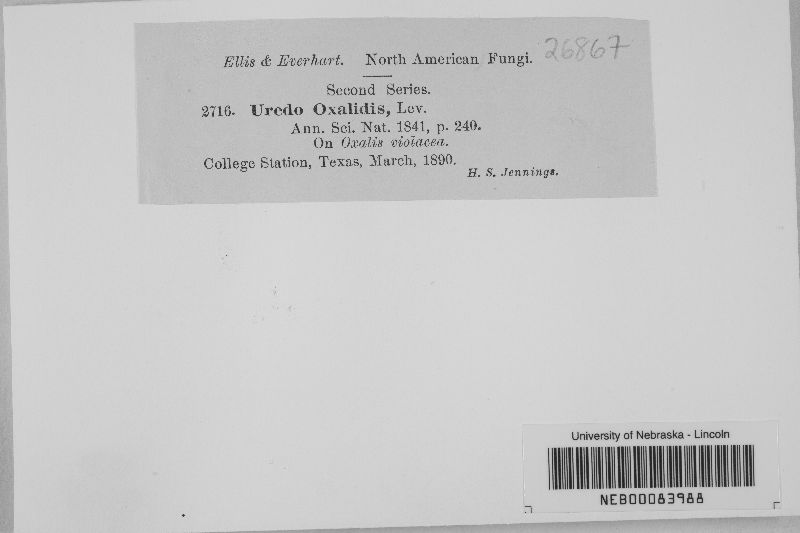 Ellis & Everhart. North American Fungi. 26867
Second Series.
2716. Uredo Oxalidis, Lev.
Ann. Sci. Nat. 1841, p. 240.
On Oxalis violacea.
College Station, Texas, March, 1890.
H. S. Jennings.
University of Nebraska - Lincoln
NEB00083988